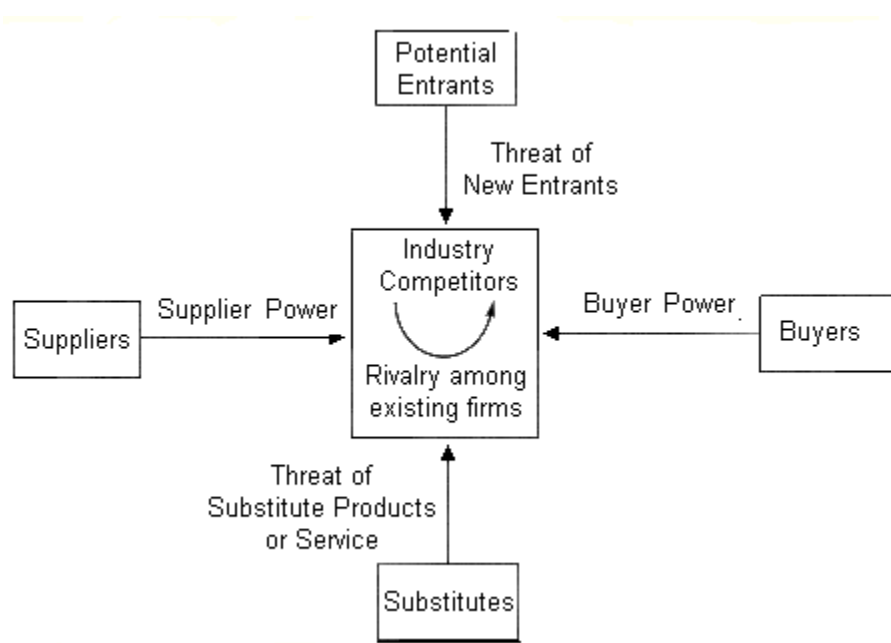 Potential
Entrants
Threat of
New Entrants
Industry
Competitors
Supplier Power
Buyer Power
Suppliers
Buyers
Rivalry among
existing firms
Threat of
Substitute Products
or Service
Substitutes